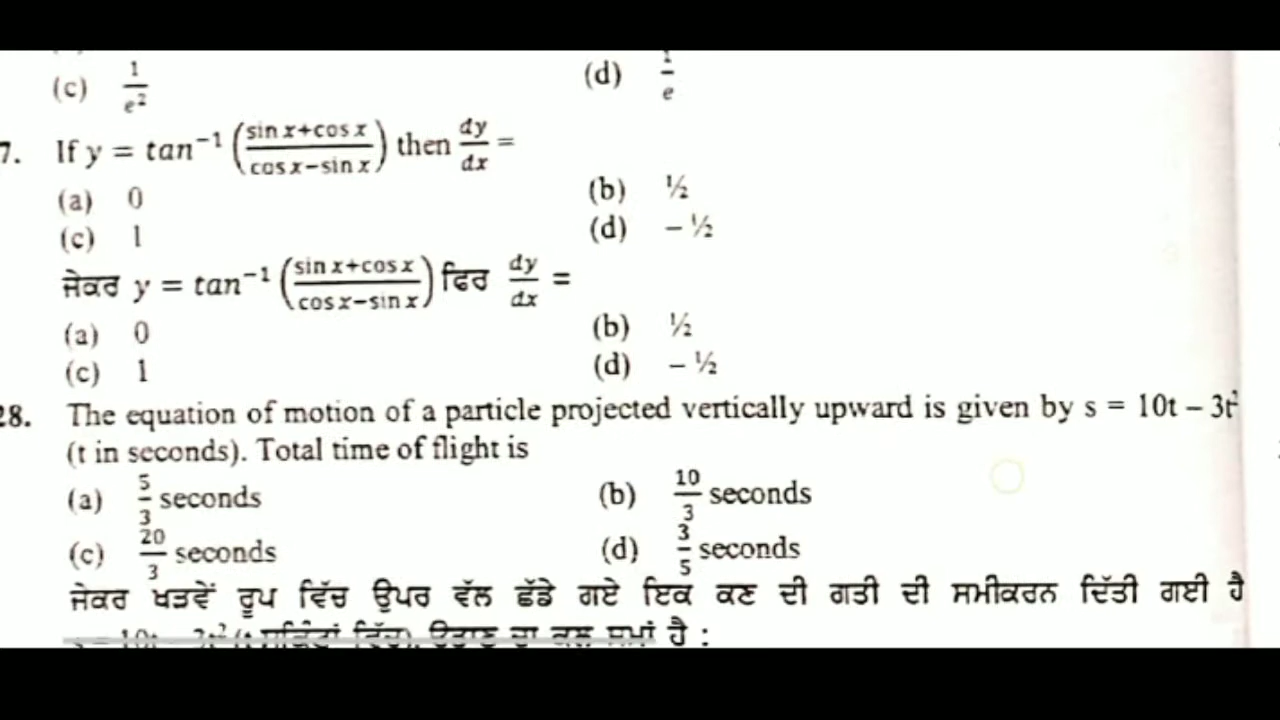 (c) 1/e² (d) 1/e
7. If y = tan⁻¹ (sin x+cos x / cos x−sin x) then dy/dx =
(a) 0 (b) ½
(c) 1 (d) – ½
ਜੇਕਰ y = tan⁻¹ (sin x+cos x / cos x−sin x) ਫਿਰ dy/dx =
(a) 0 (b) ½
(c) 1 (d) – ½
28. The equation of motion of a particle projected vertically upward is given by s = 10t – 3t²
(t in seconds). Total time of flight is
(a) 5/3 seconds (b) 10/3 seconds
(c) 20/3 seconds (d) 3/5 seconds
ਜੇਕਰ ਖੜਵੇਂ ਰੂਪ ਵਿੱਚ ਉਪਰ ਵੱਲ ਛੱਡੇ ਗਏ ਇਕ ਕਣ ਦੀ ਗਤੀ ਦੀ ਸਮੀਕਰਨ ਦਿੱਤੀ ਗਈ ਹੈ
ਹੈ :